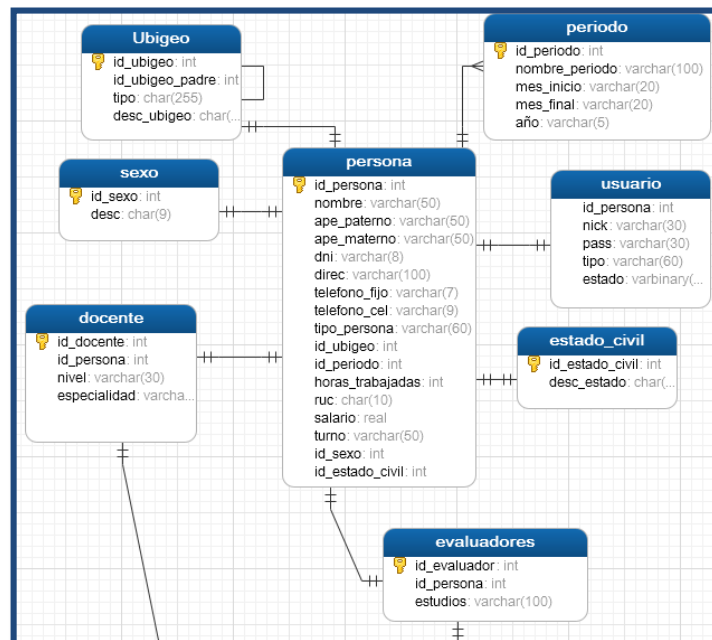 Ubigeo
id_ubigeo: int
id_ubigeo_padre: int
tipo: char(255)
desc_ubigeo: char(...
periodo
id_periodo: int
nombre_periodo: varchar(100)
mes_inicio: varchar(20)
mes_final: varchar(20)
año: varchar(5)
sexo
id_sexo: int
desc: char(9)
persona
id_persona: int
nombre: varchar(50)
ape_paterno: varchar(50)
ape_materno: varchar(50)
dni: varchar(8)
direc: varchar(100)
telefono_fijo: varchar(7)
telefono_cel: varchar(9)
tipo_persona: varchar(60)
id_ubigeo: int
id_periodo: int
horas_trabajadas: int
ruc: char(10)
salario: real
turno: varchar(50)
id_sexo: int
id_estado_civil: int
usuario
id_persona: int
nick: varchar(30)
pass: varchar(30)
tipo: varchar(60)
estado: varbinary(...
docente
id_docente: int
id_persona: int
nivel: varchar(30)
especialidad: varcha...
estado_civil
id_estado_civil: int
desc_estado: char(...
evaluadores
id_evaluador: int
id_persona: int
estudios: varchar(100)